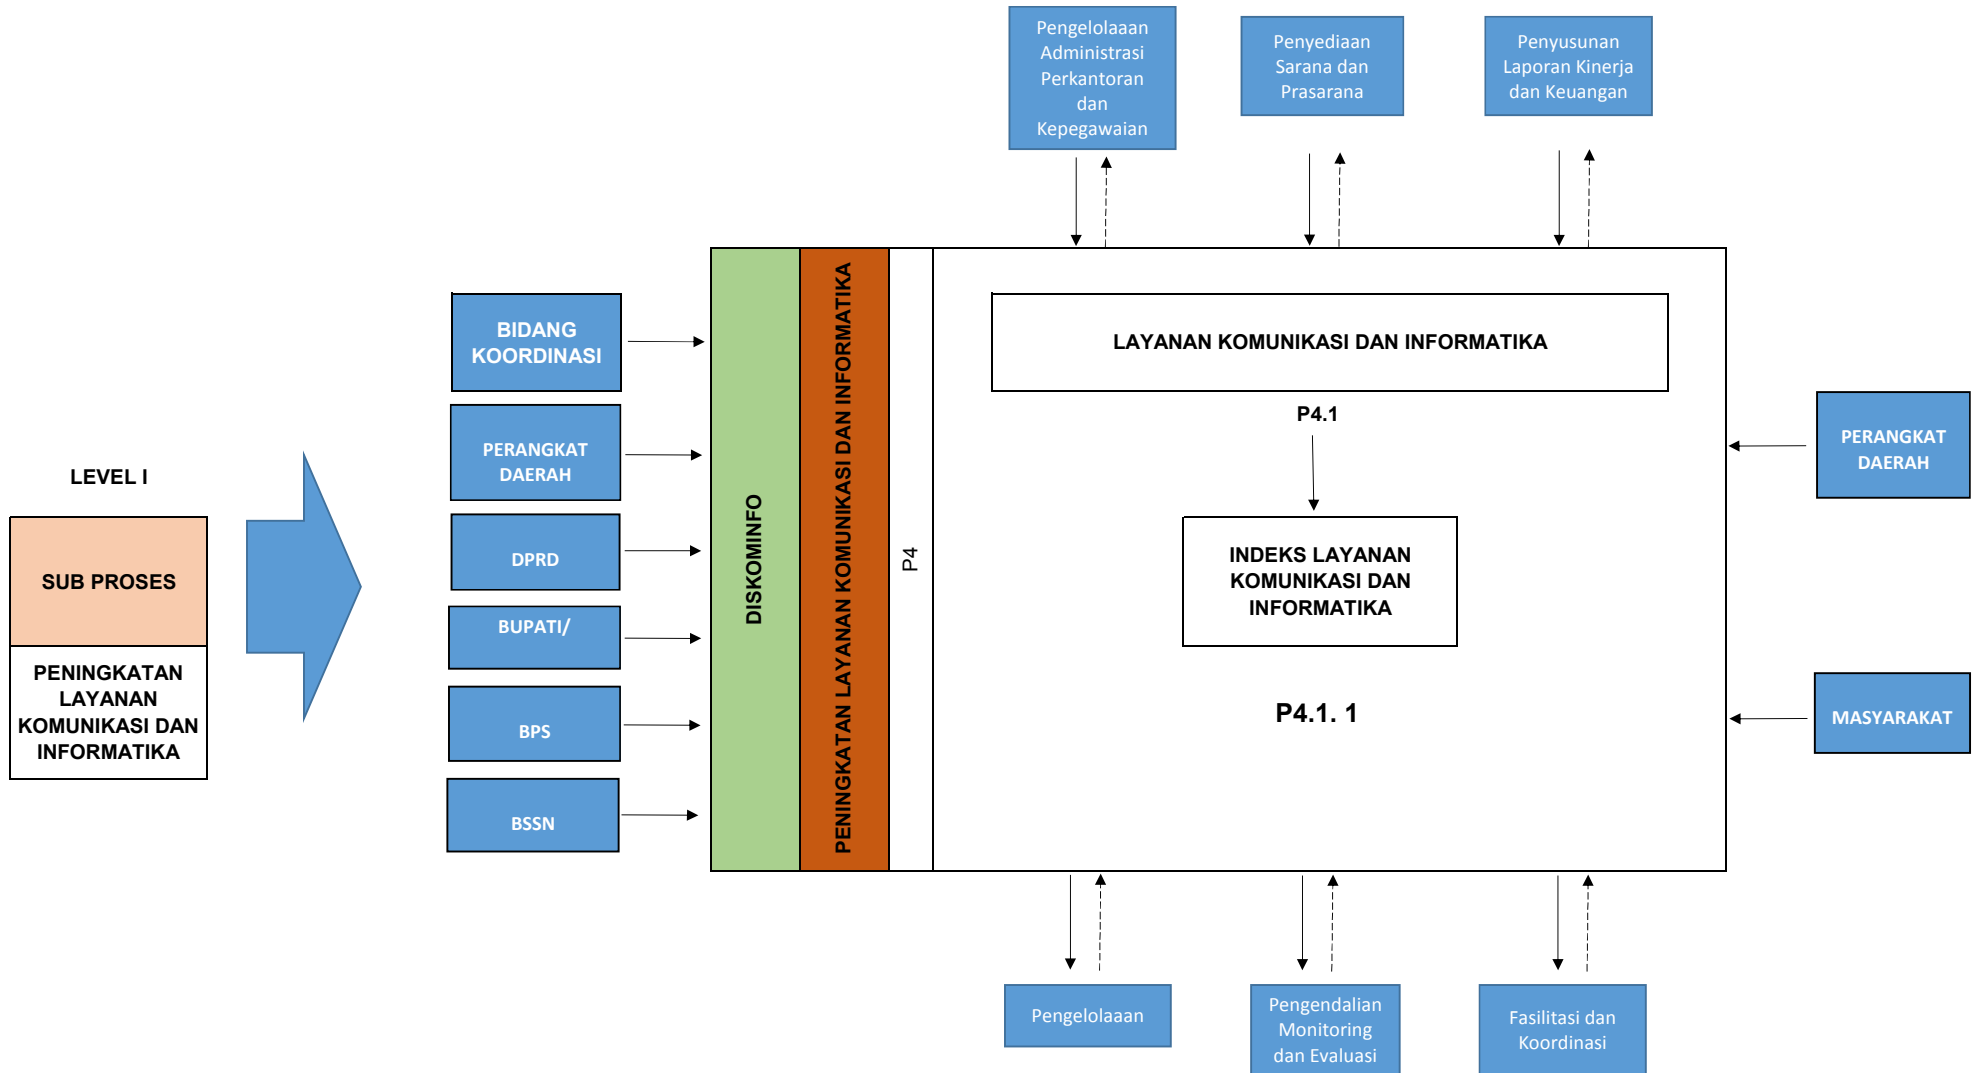 Pengelolaaan
Administrasi
Perkantoran
dan
Kepegawaian
Penyediaan
Sarana dan
Prasarana
Penyusunan
Laporan Kinerja
dan Keuangan
LEVEL I
SUB PROSES
PENINGKATAN
LAYANAN
KOMUNIKASI DAN
INFORMATIKA
BIDANG
KOORDINASI
PERANGKAT
DAERAH
DPRD
BUPATI/
BPS
BSSN
DISKOMINFO
PENINGKATAN LAYANAN KOMUNIKASI DAN INFORMATIKA
P4
LAYANAN KOMUNIKASI DAN INFORMATIKA
P4.1
INDEKS LAYANAN
KOMUNIKASI DAN
INFORMATIKA
P4.1. 1
PERANGKAT
DAERAH
MASYARAKAT
Pengelolaaan
Pengendalian
Monitoring
dan Evaluasi
Fasilitasi dan
Koordinasi